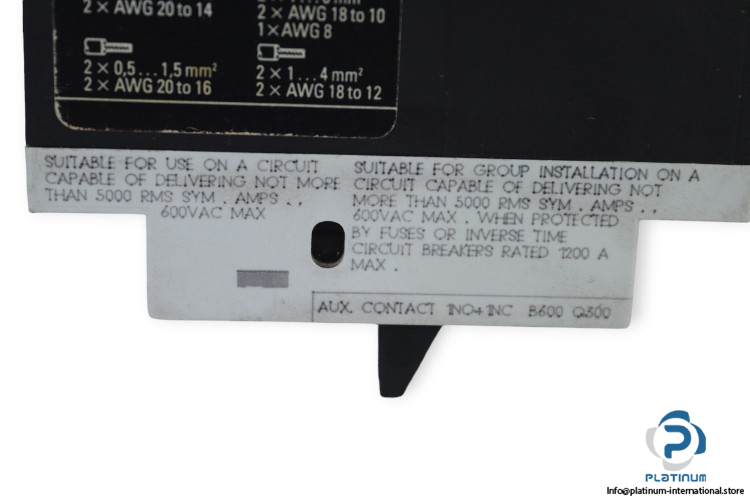 2 × AWG 20 to 14
2 × AWG 18 to 10
1 × AWG 8
2 × 0,5...1,5 mm²
2 × AWG 20 to 16
2 × 1...4 mm²
2 × AWG 18 to 12
SUITABLE FOR USE ON A CIRCUIT
CAPABLE OF DELIVERING NOT MORE
THAN 5000 RMS SYM . AMPS . ,
600VAC MAX
SUITABLE FOR GROUP INSTALLATION ON A
CIRCUIT CAPABLE OF DELIVERING NOT
MORE THAN 5000 RMS SYM . AMPS . ,
600VAC MAX . WHEN PROTECTED
BY FUSES OR INVERSE TIME
CIRCUIT BREAKERS RATED 1200 A
MAX .
AUX. CONTACT 1NO+1NC B600 Q300
PLATINUM
Info@platinum-international.store